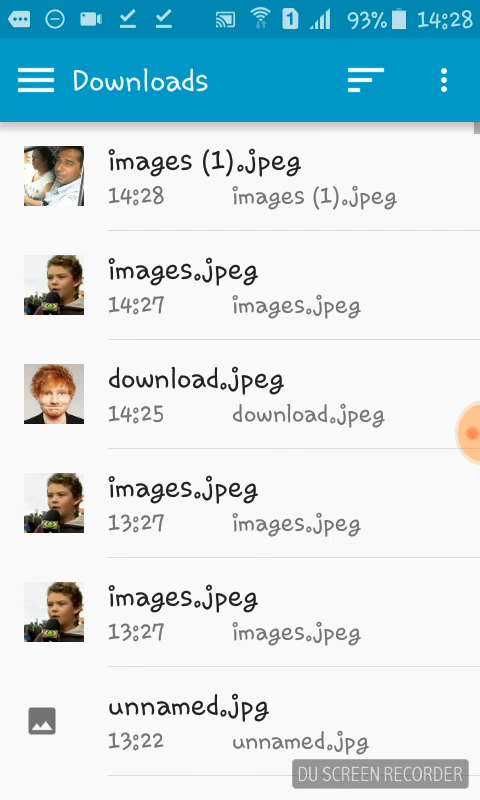 1 93% 14:28
Downloads
images (1).jpeg
14:28 images (1).jpeg
images.jpeg
14:27 images.jpeg
download.jpeg
14:25 download.jpeg
images.jpeg
13:27 images.jpeg
images.jpeg
13:27 images.jpeg
unnamed.jpg
13:22 unnamed.jpg
DU SCREEN RECORDER